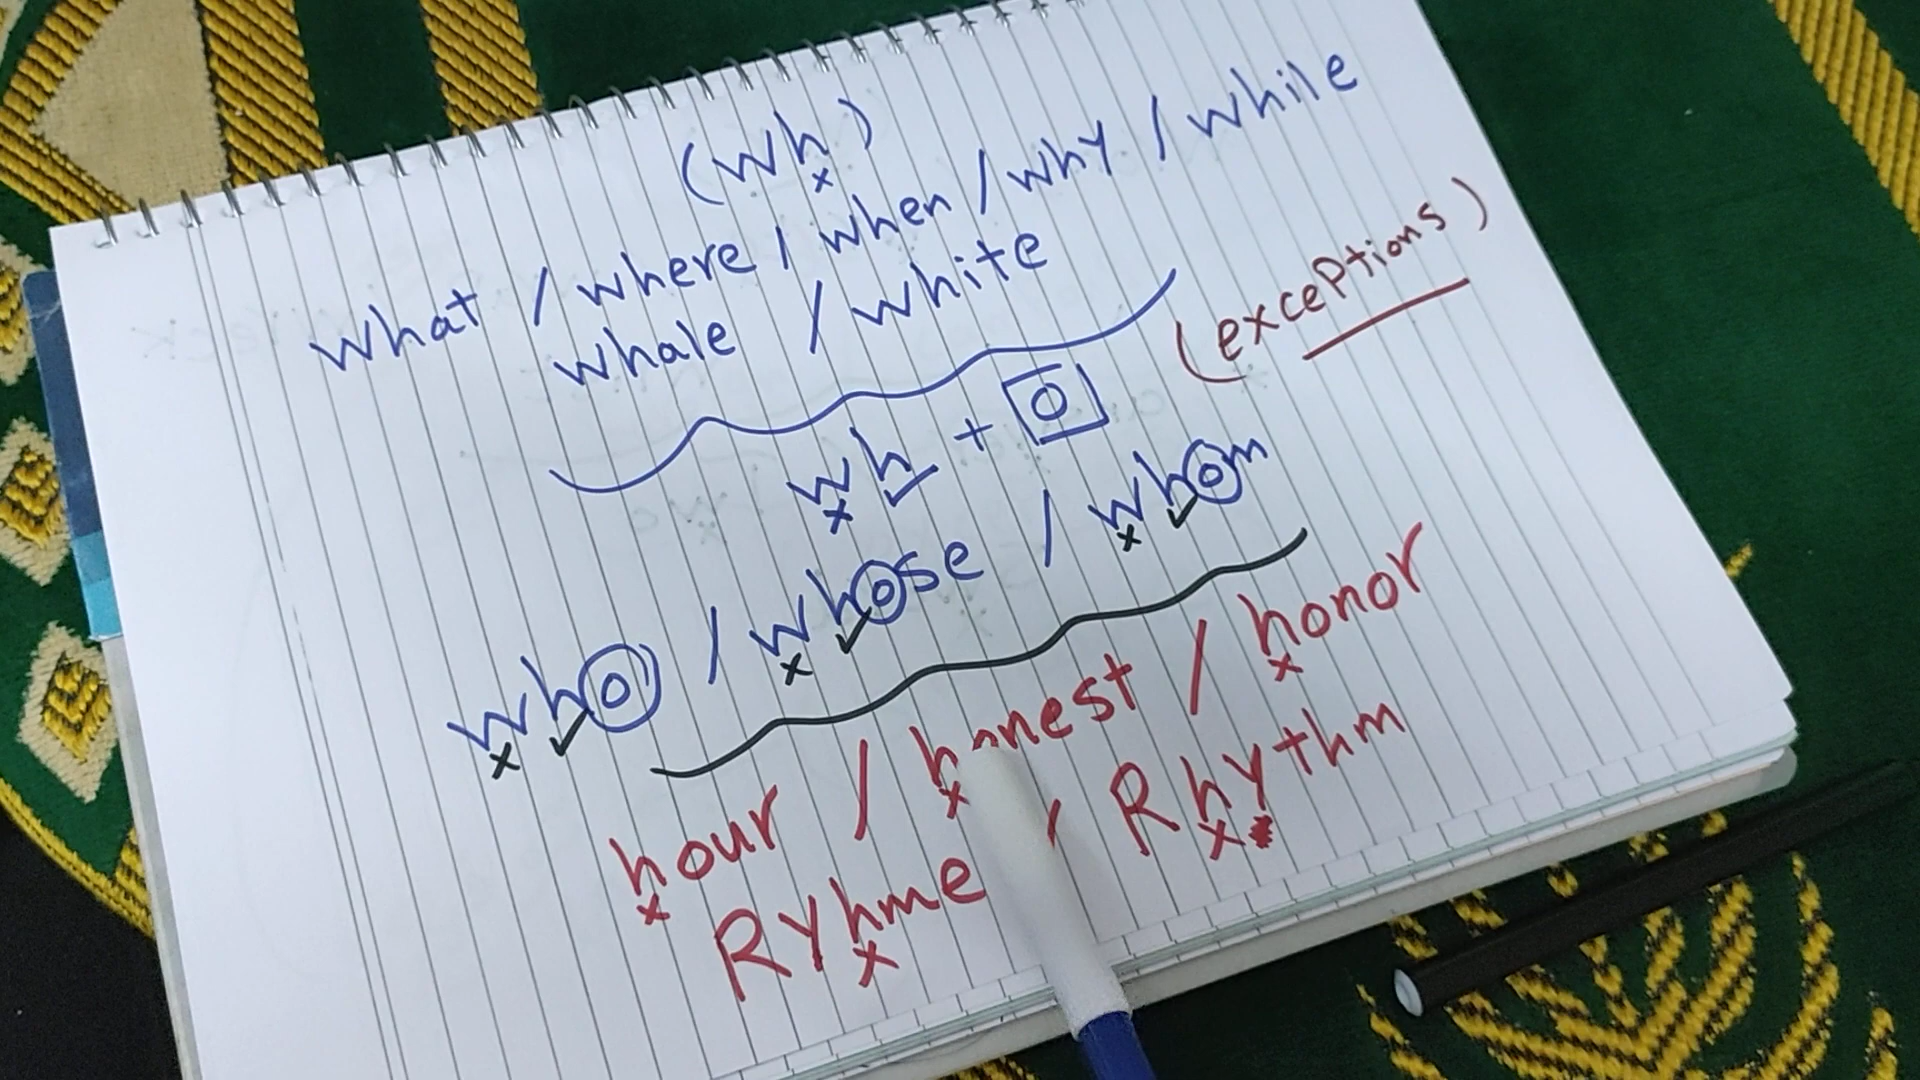 (wh)
what / where / when / why / while
whale / white
(exceptions)
wh + o
who / whose / whom
hour / honest / honor
Ryhme / Rhythm